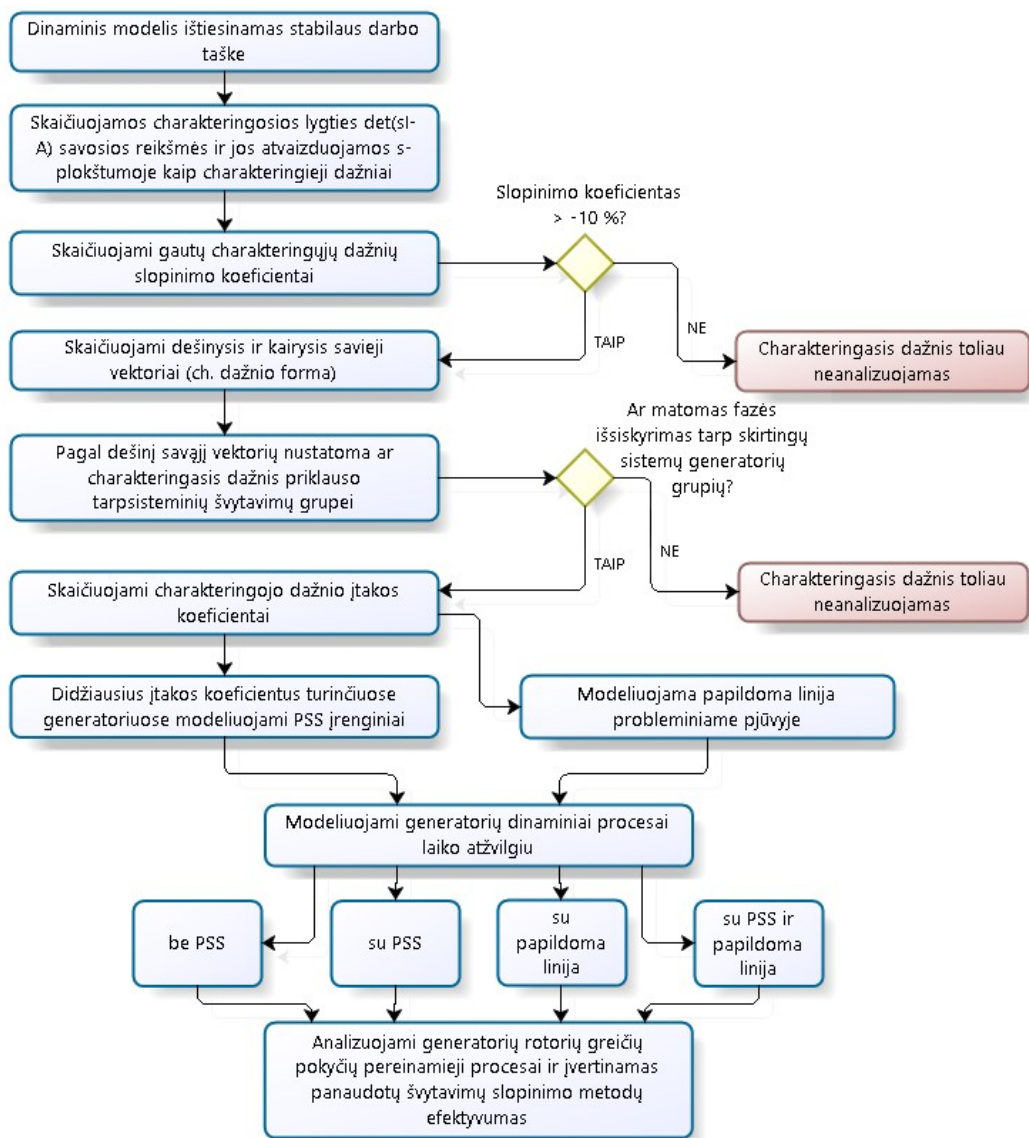 Dinaminis modelis ištiesinamas stabilaus darbo
taške
Skaičiuojamos charakteringosios lygties det(sI-
A) savosios reikšmės ir jos atvaizduojamos s-
plokštumoje kaip charakteringieji dažniai
Slopinimo koeficientas
> -10 %?
Skaičiuojami gautų charakteringųjų dažnių
slopinimo koeficientai
TAIP
NE
Skaičiuojami dešinysis ir kairysis savieji
vektoriai (ch. dažnio forma)
Charakteringasis dažnis toliau
neanalizuojamas
Ar matomas fazės
išsiskyrimas tarp skirtingų
sistemų generatorių
grupių?
Pagal dešinį savąjį vektorių nustatoma ar
charakteringasis dažnis priklauso
tarpsisteminių švytavimų grupei
TAIP
NE
Skaičiuojami charakteringojo dažnio įtakos
koeficientai
Charakteringasis dažnis toliau
neanalizuojamas
Didžiausius įtakos koeficientus turinčiuose
generatoriuose modeliuojami PSS įrenginiai
Modeliuojama papildoma linija
probleminiame pjūvyje
Modeliuojami generatorių dinaminiai procesai
laiko atžvilgiu
be PSS
su PSS
su
papildoma
linija
su PSS ir
papildoma
linija
Analizuojami generatorių rotorių greičių
pokyčių pereinamieji procesai ir įvertinamas
panaudotų švytavimų slopinimo metodų
efektyvumas